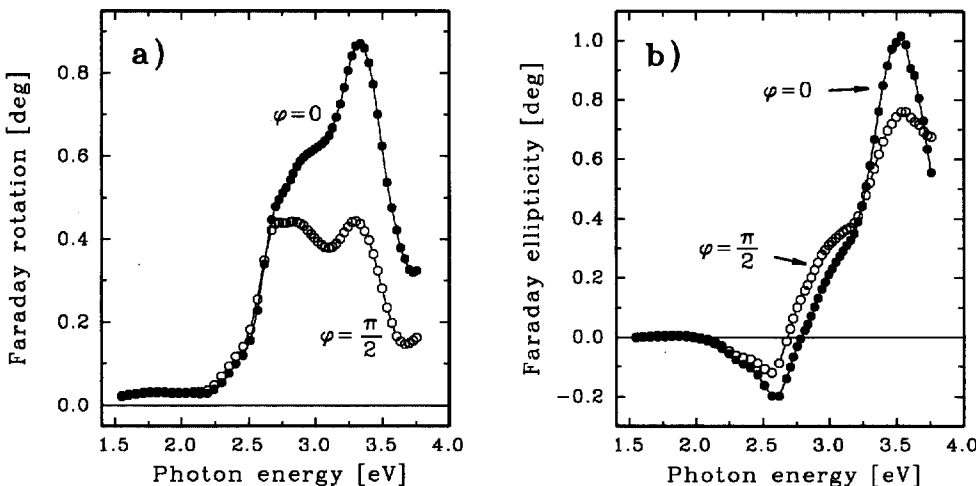 a)
Faraday rotation [deg]
0.8
0.6
0.4
0.2
0.0
φ=0
φ=π/2
1.5 2.0 2.5 3.0 3.5 4.0
Photon energy [eV]
b)
Faraday ellipticity [deg]
1.0
0.8
0.6
0.4
0.2
0.0
−0.2
φ=0
φ=π/2
1.5 2.0 2.5 3.0 3.5 4.0
Photon energy [eV]